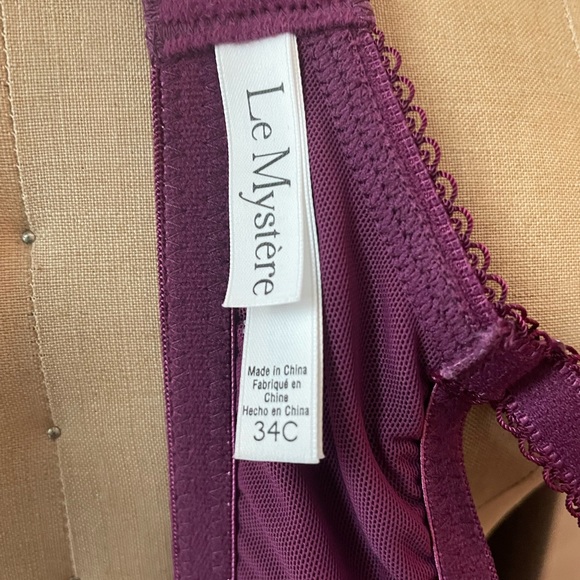 Le Mystère
Made in China
Fabriqué en
Chine
Hecho en China
34C